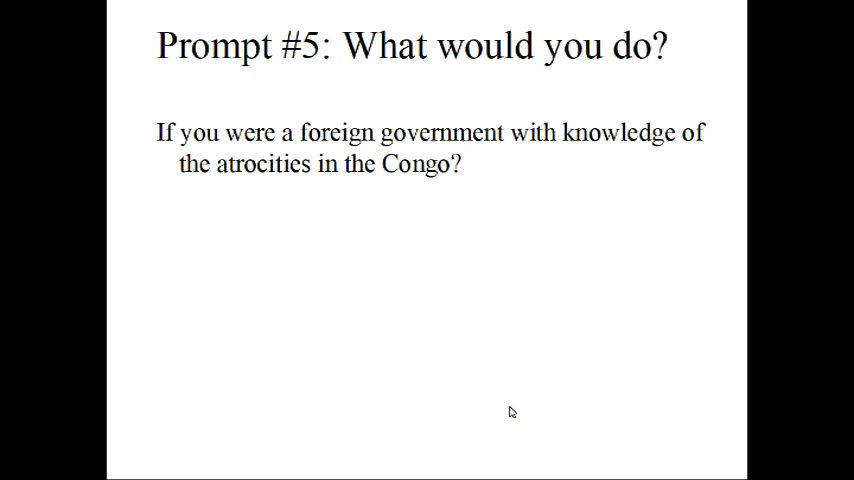 Prompt #5: What would you do?
If you were a foreign government with knowledge of
the atrocities in the Congo?